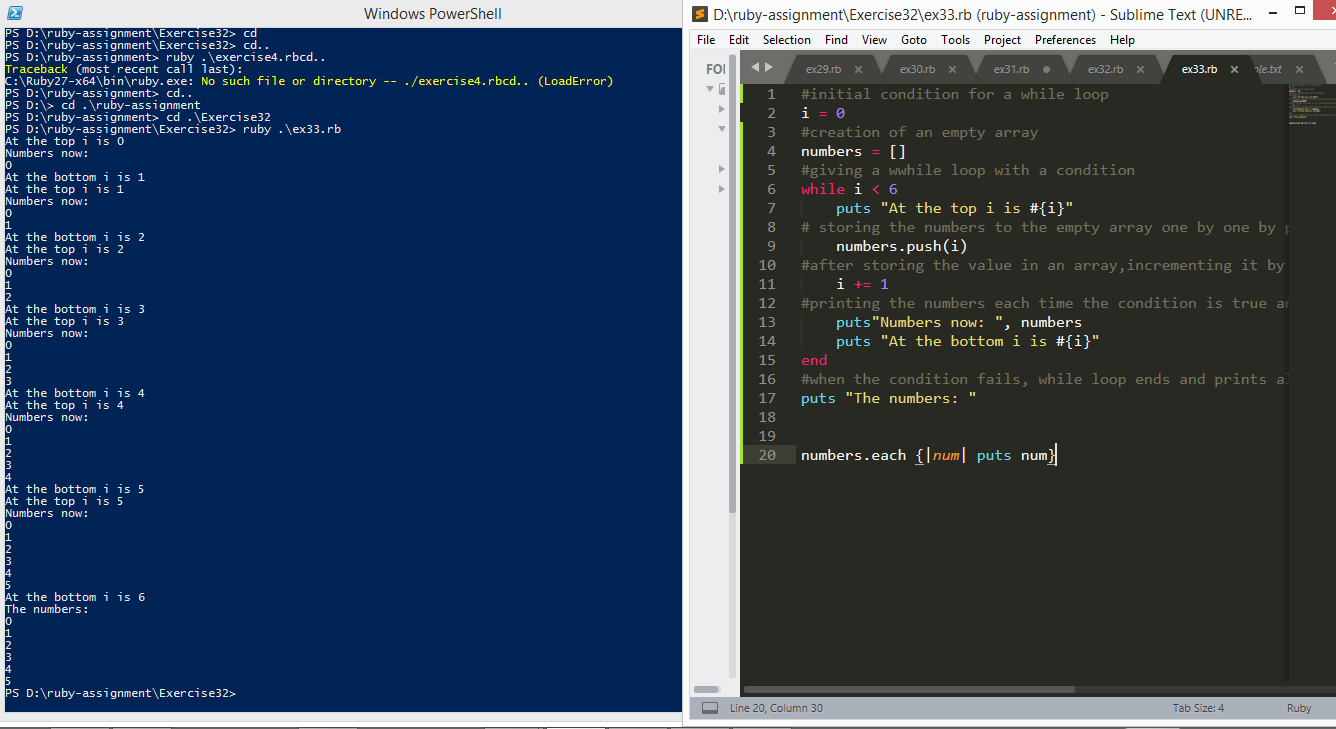 Windows PowerShell
PS D:\ruby-assignment\Exercise32> cd
PS D:\ruby-assignment\Exercise32> cd..
PS D:\ruby-assignment> ruby .\exercise4.rbcd..
Traceback (most recent call last):
C:\Ruby27-x64\bin\ruby.exe: No such file or directory -- ./exercise4.rbcd.. (LoadError)
PS D:\ruby-assignment> cd..
PS D:\> cd .\ruby-assignment
PS D:\ruby-assignment> cd .\Exercise32
PS D:\ruby-assignment\Exercise32> ruby .\ex33.rb
At the top i is 0
Numbers now:
0
At the bottom i is 1
At the top i is 1
Numbers now:
0
1
At the bottom i is 2
At the top i is 2
Numbers now:
0
1
2
At the bottom i is 3
At the top i is 3
Numbers now:
0
1
2
3
At the bottom i is 4
At the top i is 4
Numbers now:
0
1
2
3
4
At the bottom i is 5
At the top i is 5
Numbers now:
0
1
2
3
4
5
At the bottom i is 6
The numbers:
0
1
2
3
4
5
PS D:\ruby-assignment\Exercise32>
D:\ruby-assignment\Exercise32\ex33.rb (ruby-assignment) - Sublime Text (UNRE...
File Edit Selection Find View Goto Tools Project Preferences Help
FO
ex29.rb ex30.rb ex31.rb ex32.rb ex33.rb le.txt
1 #initial condition for a while loop
2 i = 0
3 #creation of an empty array
4 numbers = []
5 #giving a wwhile loop with a condition
6 while i < 6
7 puts "At the top i is #{i}"
8 # storing the numbers to the empty array one by one by
9 numbers.push(i)
10 #after storing the value in an array,incrementing it by
11 i += 1
12 #printing the numbers each time the condition is true
13 puts"Numbers now: ", numbers
14 puts "At the bottom i is #{i}"
15 end
16 #when the condition fails, while loop ends and prints
17 puts "The numbers: "
18
19
20 numbers.each {|num| puts num}
Line 20, Column 30
Tab Size: 4
Ruby